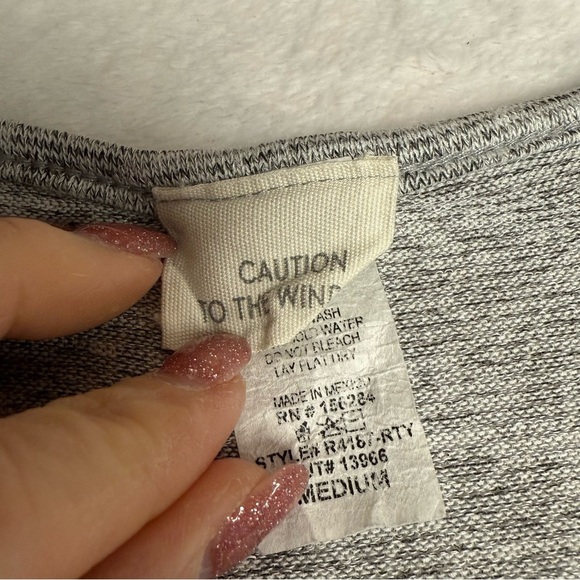 CAUTION
TO THE WIND
WASH
COLD WATER
DO NOT BLEACH
LAY FLAT DRY
MADE IN MEXICO
RN # 156284
STYLE# R4187-RTY
13966
MEDIUM